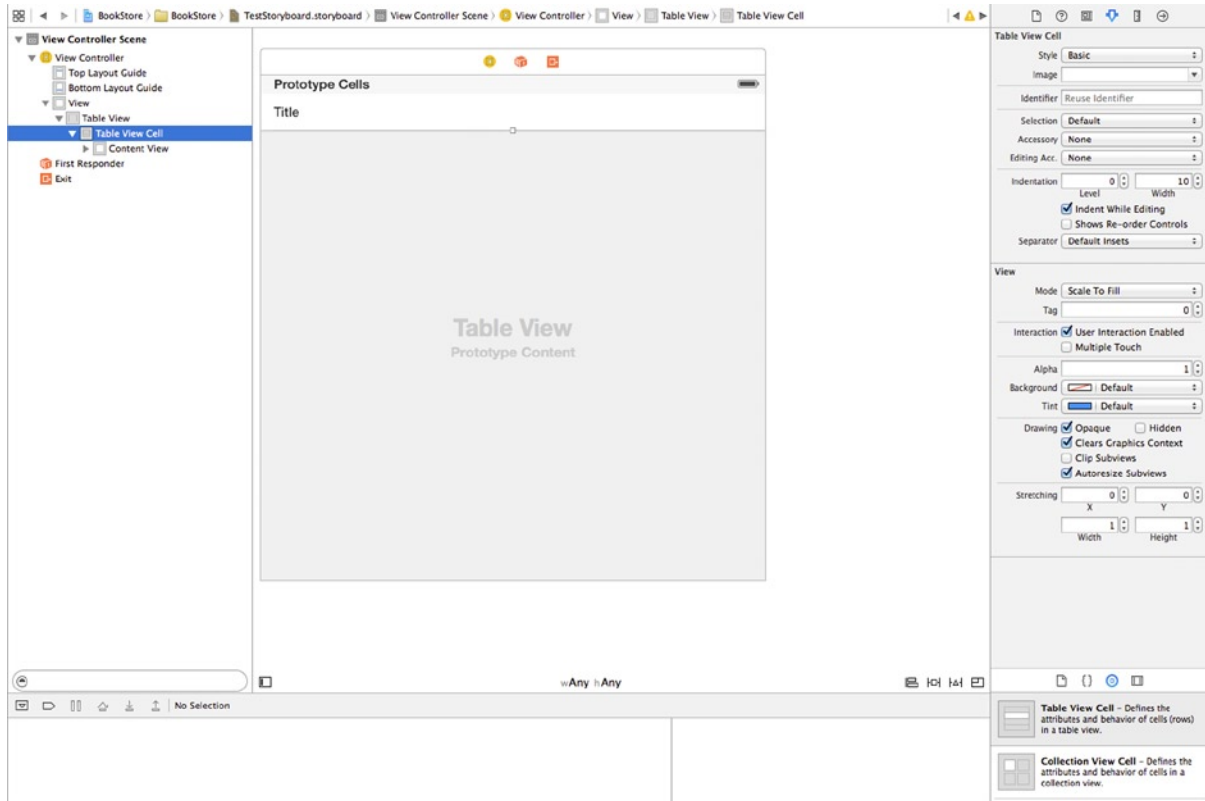 BookStore BookStore TestStoryboard.storyboard View Controller Scene View Controller View Table View Table View Cell
View Controller Scene
View Controller
Top Layout Guide
Bottom Layout Guide
View
Table View
Table View Cell
Content View
First Responder
Exit
Prototype Cells
Title
Table View
Prototype Content
wAny hAny
No Selection
Table View Cell
Style Basic
Image
Identifier Reuse Identifier
Selection Default
Accessory None
Editing Acc. None
Indentation 0 10
Level Width
Indent While Editing
Shows Re-order Controls
Separator Default Insets
View
Mode Scale To Fill
Tag 0
Interaction User Interaction Enabled
Multiple Touch
Alpha 1
Background Default
Tint Default
Drawing Opaque Hidden
Clears Graphics Context
Clip Subviews
Autoresize Subviews
Stretching 0 0
X Y
1 1
Width Height
Table View Cell – Defines the
attributes and behavior of cells (rows)
in a table view.
Collection View Cell – Defines the
attributes and behavior of cells in a
collection view.